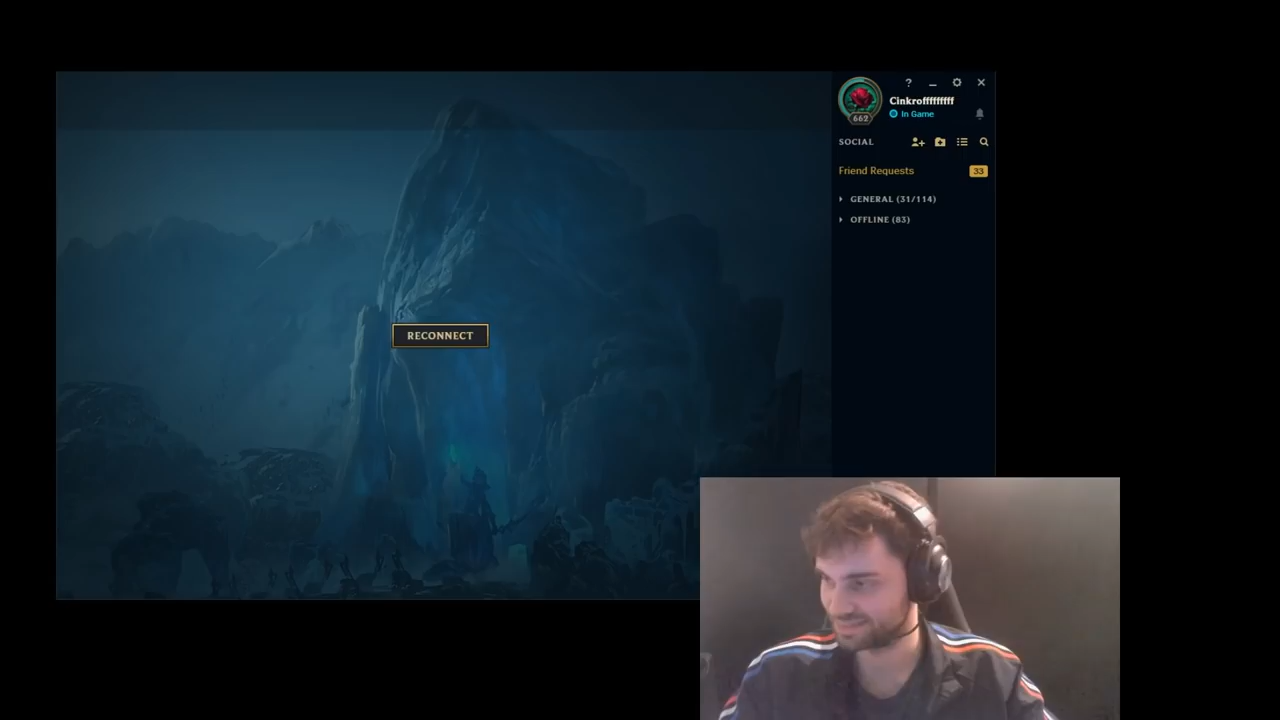 ?
Cinkrofffffffff
662
In Game
SOCIAL
Friend Requests
33
GENERAL (31/114)
OFFLINE (83)
RECONNECT